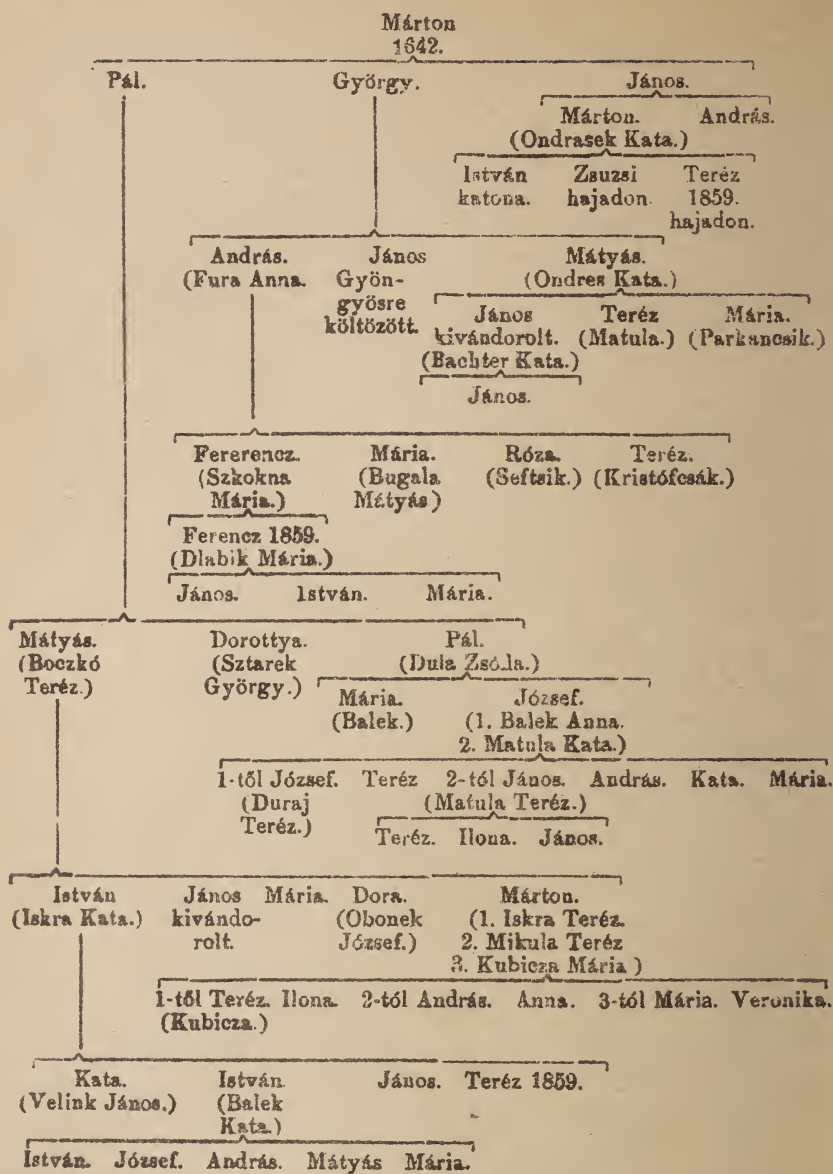 Márton
1642.
Pál. György. János.
Márton. András.
(Ondrasek Kata.)
István Zsuzsi Teréz
katona. hajadon. 1859.
hajadon.
András. János Mátyás.
(Fura Anna. Gyön- (Ondres Kata.)
gyösre
költözött. János Teréz Mária.
kivándorolt. (Matula.) (Parkancsik.)
(Bachter Kata.)
János.
Fererencz. Mária. Róza. Teréz.
(Szkokna (Bugala (Seftsik.) (Kristófcsák.)
Mária.) Mátyás)
Ferencz 1859.
(Dlabik Mária.)
János. István. Mária.
Mátyás. Dorottya. Pál.
(Boczkó (Sztarek (Dula Zsófia.)
Teréz.) György.)
Mária. József.
(Balek.) (1. Balek Anna.
2. Matula Kata.)
1-től József. Teréz 2-tól János. András. Kata. Mária.
(Duraj (Matula Teréz.)
Teréz.)
Teréz. Ilona. János.
István János Mária. Dora. Márton.
(Iskra Kata.) kivándo- (Obonek (1. Iskra Teréz.
rolt. József.) 2. Mikula Teréz
3. Kubicza Mária )
1-től Teréz. Ilona. 2-tól András. Anna. 3-tól Mária. Veronika.
(Kubicza.)
Kata. István János. Teréz 1859.
(Velink János.) (Balek
Kata.)
István. József. András. Mátyás Mária.